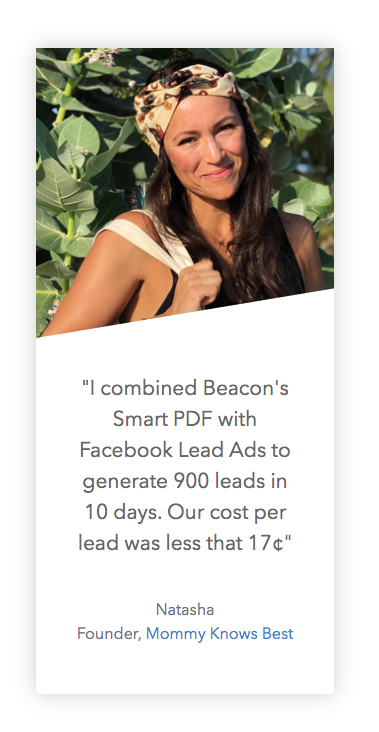 "I combined Beacon's
Smart PDF with
Facebook Lead Ads to
generate 900 leads in
10 days. Our cost per
lead was less that 17¢"
Natasha
Founder, Mommy Knows Best